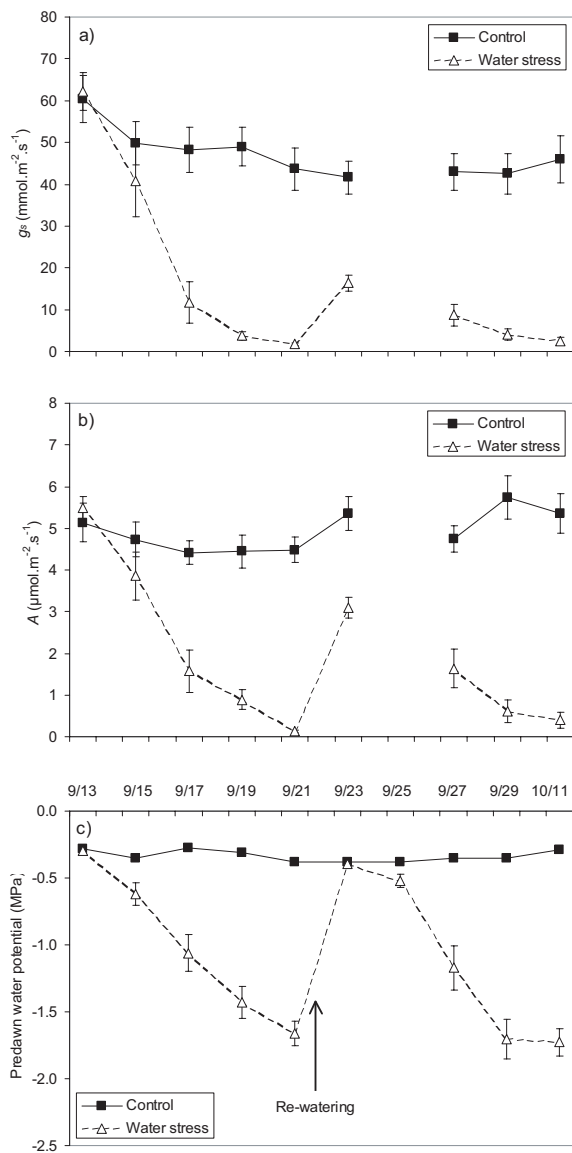 80
70
60
50
40
30
20
10
0
gs (mmol.m-2.s-1)
a)
Control
Water stress
8
7
6
5
4
3
2
1
0
A (µmol.m-2.s-1)
b)
Control
Water stress
9/13 9/15 9/17 9/19 9/21 9/23 9/25 9/27 9/29 10/11
0.0
-0.5
-1.0
-1.5
-2.0
-2.5
Predawn water potential (MPa)
c)
Re-watering
Control
Water stress